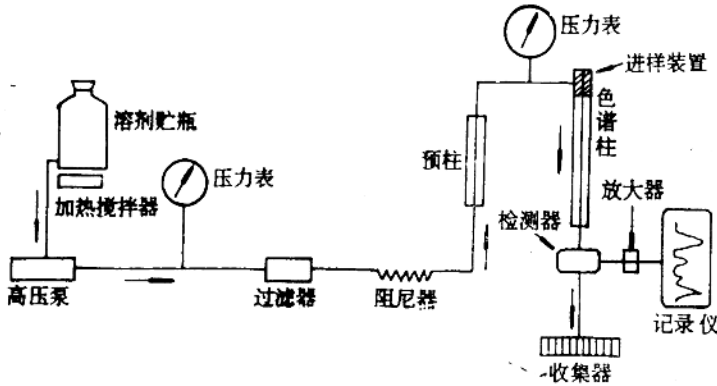 压力表
进样装置
色谱柱
溶剂贮瓶
预柱
压力表
放大器
加热搅拌器
检测器
高压泵
过滤器
阻尼器
记录仪
收集器